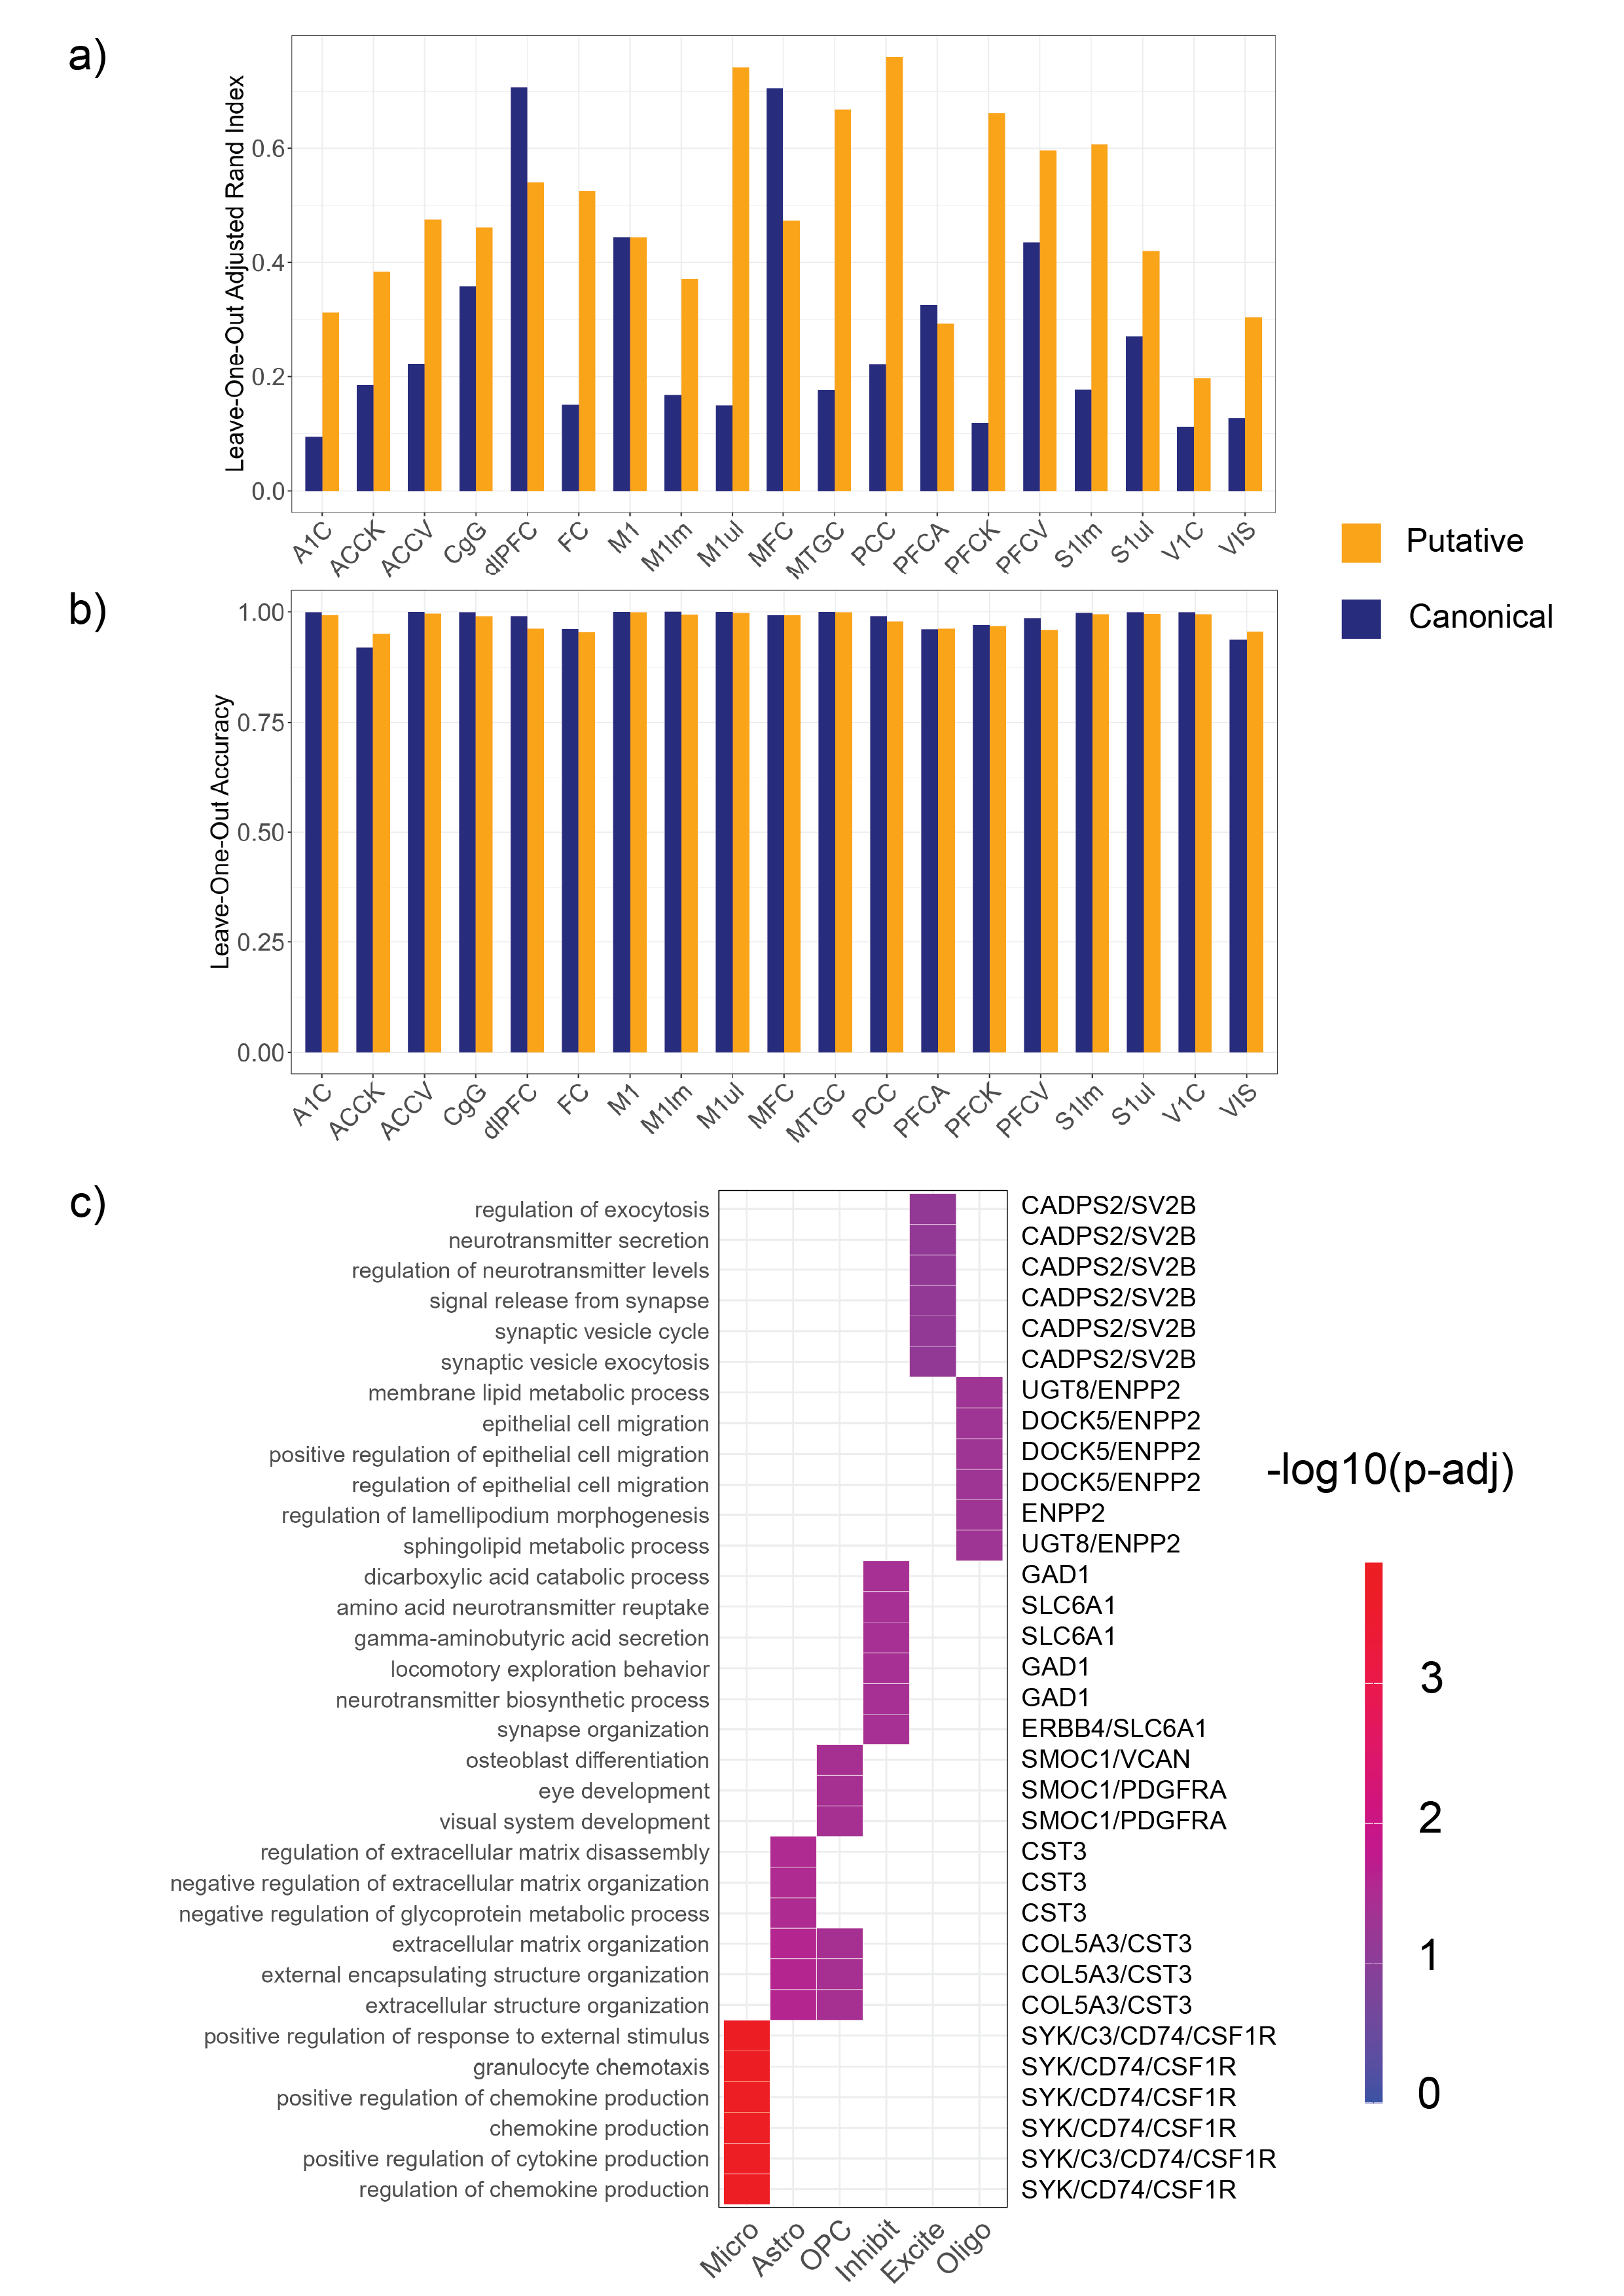 a)
Leave-One-Out Adjusted Rand Index
0.6
0.4
0.2
0.0
A1C
ACCK
ACCV
CgG
dlPFC
FC
M1
M1lm
M1ul
MFC
MTGC
PCC
PFCA
PFCK
PFCV
S1lm
S1ul
V1C
VIS
Putative
Canonical
b)
Leave-One-Out Accuracy
1.00
0.75
0.50
0.25
0.00
A1C
ACCK
ACCV
CgG
dlPFC
FC
M1
M1lm
M1ul
MFC
MTGC
PCC
PFCA
PFCK
PFCV
S1lm
S1ul
V1C
VIS
c)
regulation of exocytosis CADPS2/SV2B
neurotransmitter secretion CADPS2/SV2B
regulation of neurotransmitter levels CADPS2/SV2B
signal release from synapse CADPS2/SV2B
synaptic vesicle cycle CADPS2/SV2B
synaptic vesicle exocytosis CADPS2/SV2B
membrane lipid metabolic process UGT8/ENPP2
epithelial cell migration DOCK5/ENPP2
positive regulation of epithelial cell migration DOCK5/ENPP2
regulation of epithelial cell migration DOCK5/ENPP2
regulation of lamellipodium morphogenesis ENPP2
sphingolipid metabolic process UGT8/ENPP2
dicarboxylic acid catabolic process GAD1
amino acid neurotransmitter reuptake SLC6A1
gamma-aminobutyric acid secretion SLC6A1
locomotory exploration behavior GAD1
neurotransmitter biosynthetic process GAD1
synapse organization ERBB4/SLC6A1
osteoblast differentiation SMOC1/VCAN
eye development SMOC1/PDGFRA
visual system development SMOC1/PDGFRA
regulation of extracellular matrix disassembly CST3
negative regulation of extracellular matrix organization CST3
negative regulation of glycoprotein metabolic process CST3
extracellular matrix organization COL5A3/CST3
external encapsulating structure organization COL5A3/CST3
extracellular structure organization COL5A3/CST3
positive regulation of response to external stimulus SYK/C3/CD74/CSF1R
granulocyte chemotaxis SYK/CD74/CSF1R
positive regulation of chemokine production SYK/CD74/CSF1R
chemokine production SYK/CD74/CSF1R
positive regulation of cytokine production SYK/C3/CD74/CSF1R
regulation of chemokine production SYK/CD74/CSF1R
Micro
Astro
OPC
Inhibit
Excite
Oligo
-log10(p-adj)
3
2
1
0